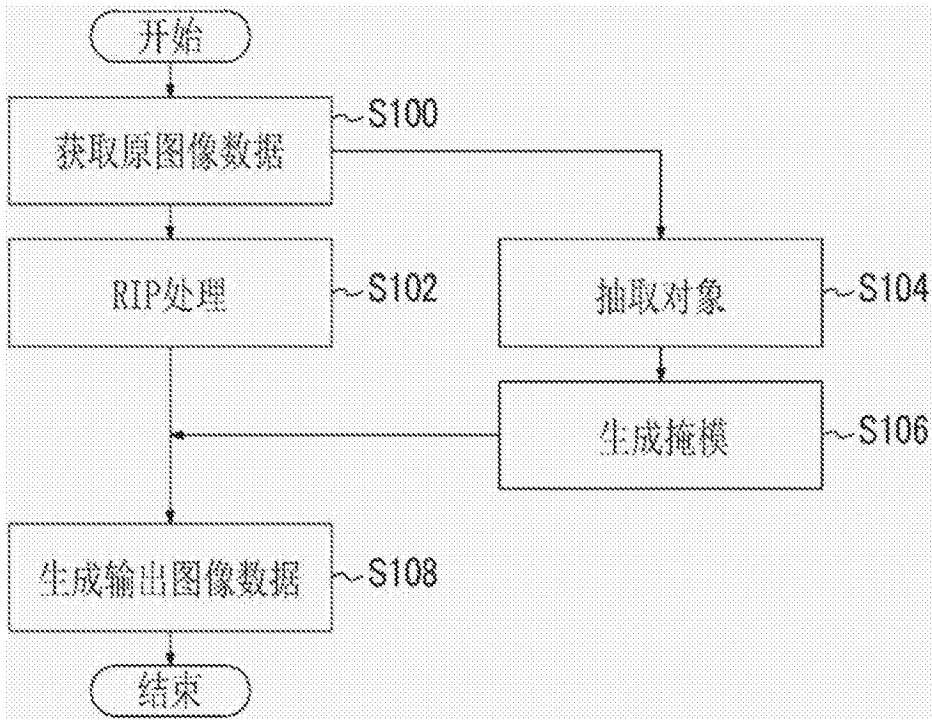 开始
获取原图像数据
S100
RIP处理
S102
抽取对象
S104
生成掩模
S106
生成输出图像数据
S108
结束